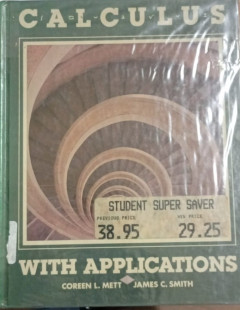 C·A·L·C·U·L·U·S
STUDENT SUPER SAVER
PREVIOUS PRICE NEW PRICE
38.95 29.25
WITH APPLICATIONS
COREEN L. METT JAMES C. SMITH